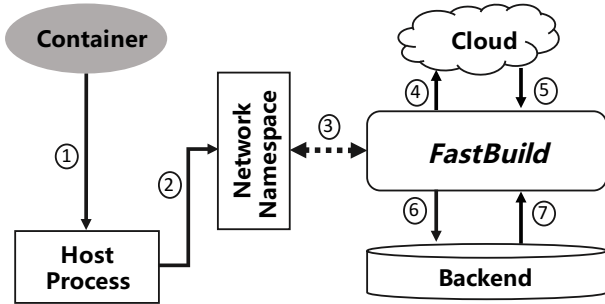 Container
Cloud
4
5
1
2
Network
Namespace
3
FastBuild
6
7
Host
Process
Backend